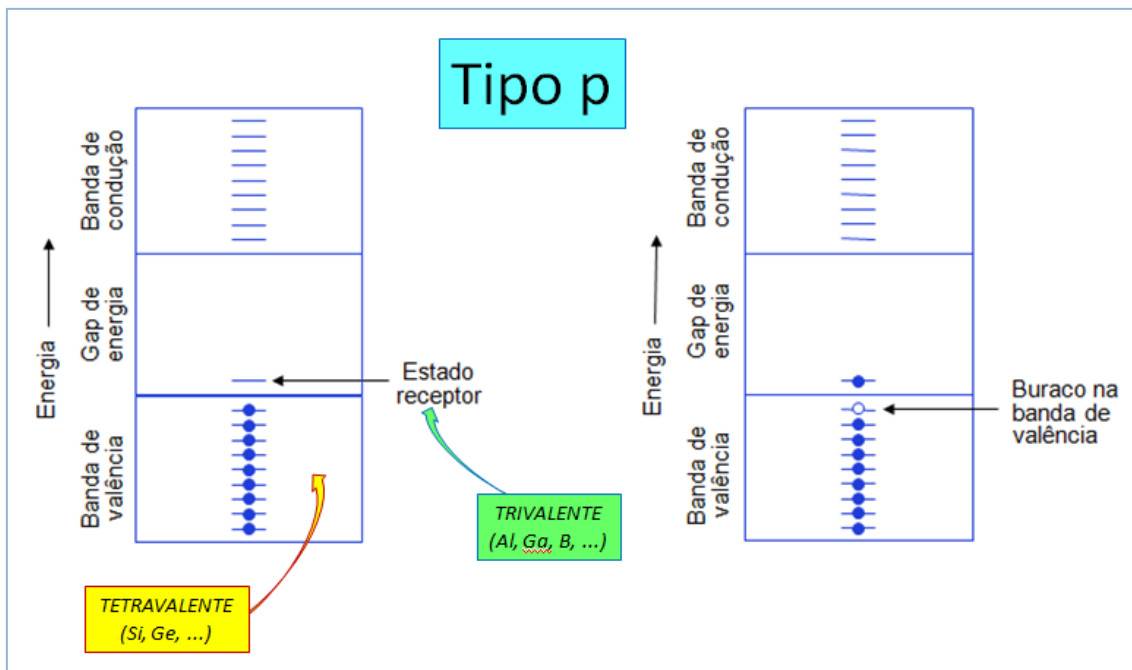 Tipo p
Banda de
condução
Gap de
energia
Banda de
valência
Energia
Estado
receptor
TRIVALENTE
(Al, Ga, B, ...)
TETRAVALENTE
(Si, Ge, ...)
Banda de
condução
Gap de
energia
Banda de
valência
Energia
Buraco na
banda de
valência